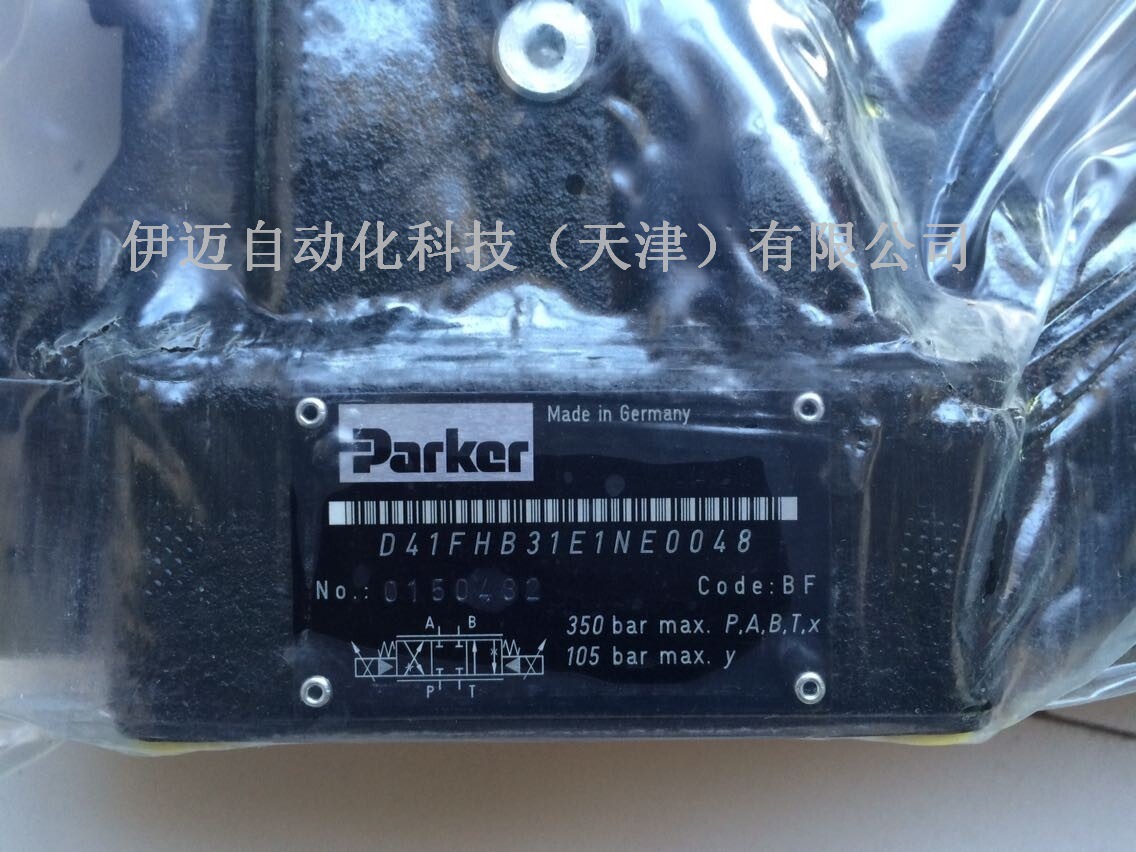 伊迈自动化科技（天津）有限公司
Parker
Made in Germany
D41FHB31E1NE0048
No.: 0150432
Code: BF
A B
350 bar max. P,A,B,T,x
105 bar max. y
P T